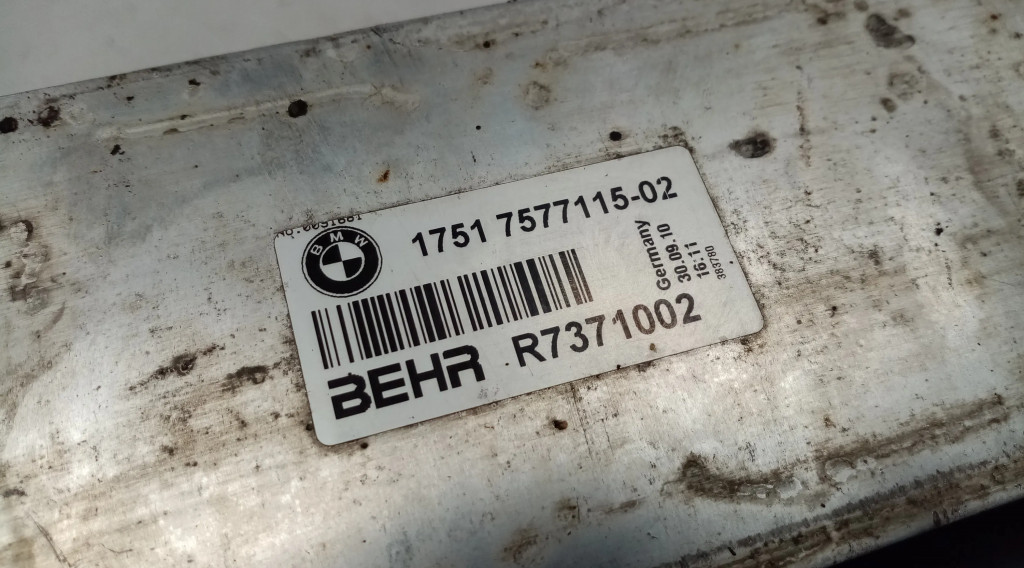 BMW
1751 7577115-02
Germany
30.09.10
16:11
383780
BEHR
R7371002